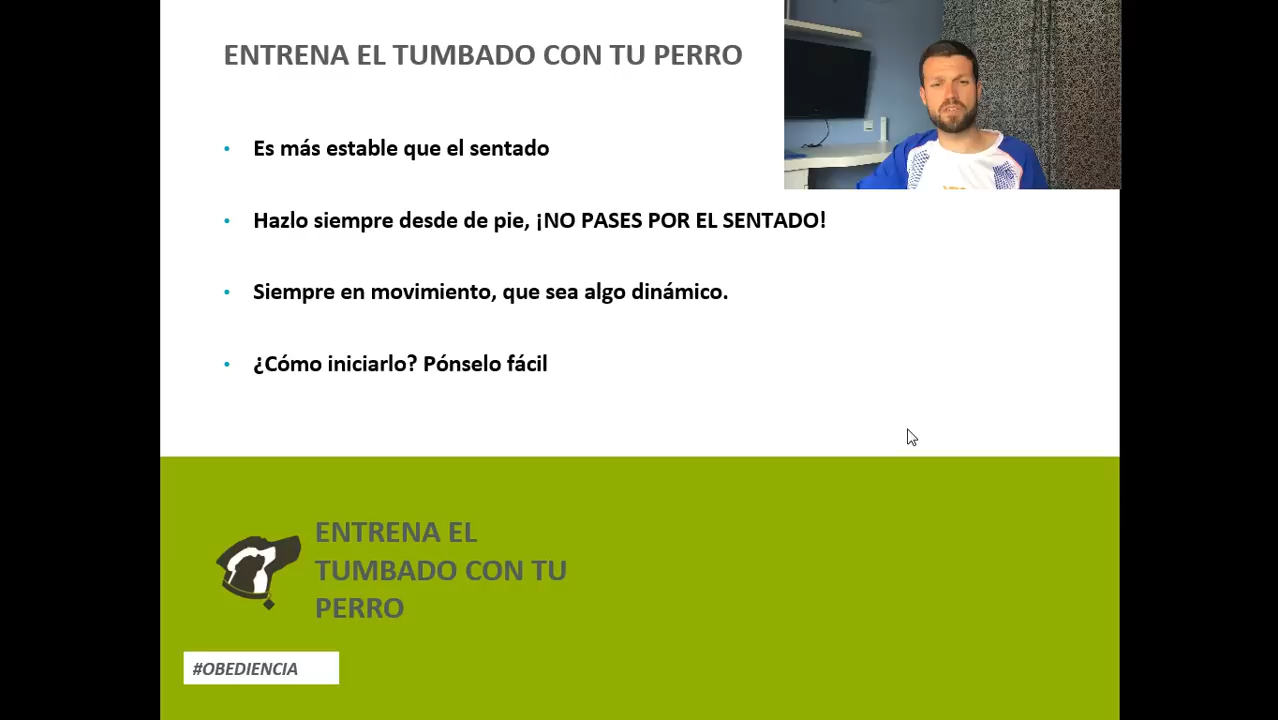 ENTRENA EL TUMBADO CON TU PERRO
• Es más estable que el sentado
• Hazlo siempre desde de pie, ¡NO PASES POR EL SENTADO!
• Siempre en movimiento, que sea algo dinámico.
• ¿Cómo iniciarlo? Pónselo fácil
ENTRENA EL
TUMBADO CON TU
PERRO
#OBEDIENCIA